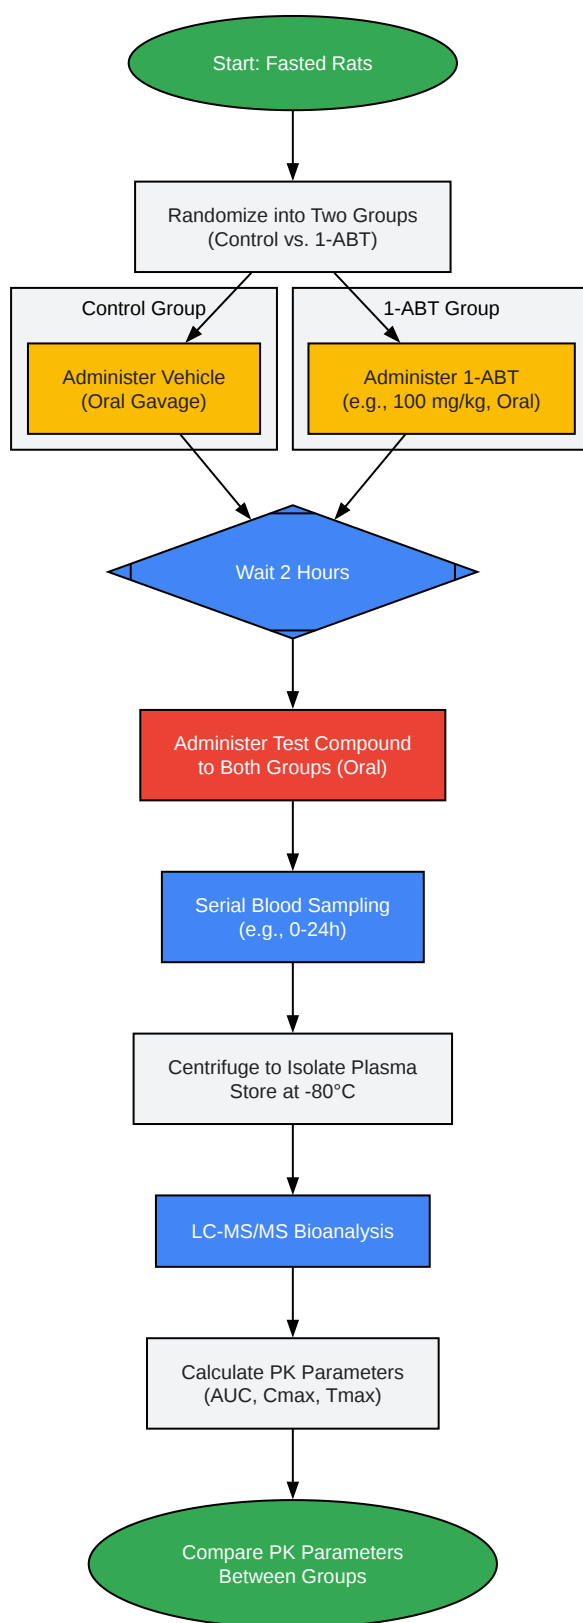 Start: Fasted Rats
Randomize into Two Groups
(Control vs. 1-ABT)
Control Group
1-ABT Group
Administer Vehicle
(Oral Gavage)
Administer 1-ABT
(e.g., 100 mg/kg, Oral)
Wait 2 Hours
Administer Test Compound
to Both Groups (Oral)
Serial Blood Sampling
(e.g., 0-24h)
Centrifuge to Isolate Plasma
Store at -80°C
LC-MS/MS Bioanalysis
Calculate PK Parameters
(AUC, Cmax, Tmax)
Compare PK Parameters
Between Groups